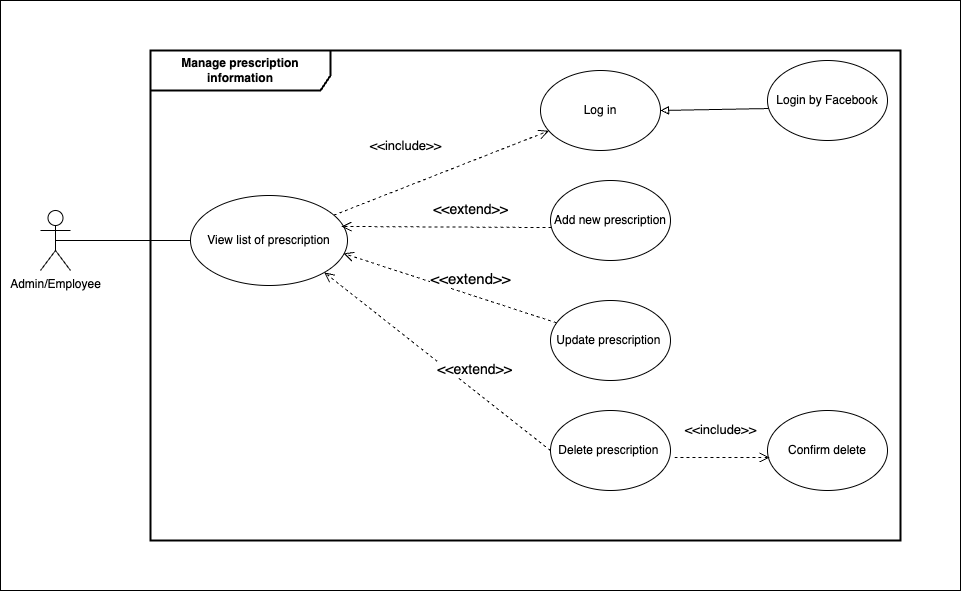 Manage prescription
information
Log in
Login by Facebook
<<include>>
<<extend>>
Add new prescription
View list of prescription
<<extend>>
Admin/Employee
Update prescription
<<extend>>
<<include>>
Delete prescription
Confirm delete